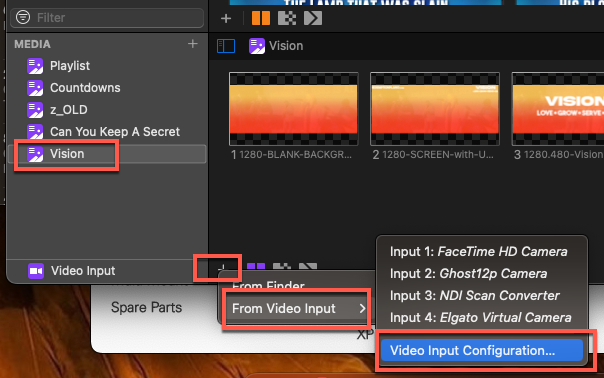 THE LAMB THAT WAS SLAIN
Filter
MEDIA
Playlist
Countdowns
z_OLD
Can You Keep A Secret
Vision
Video Input
Vision
VISION
LOVE • GROW • SERVE •
1 1280-BLANK-BACKGR...
2 1280-SCREEN-with-U...
3 1280.480-Vision
From Finder
From Video Input
Input 1: FaceTime HD Camera
Input 2: Ghost12p Camera
Input 3: NDI Scan Converter
Input 4: Elgato Virtual Camera
Video Input Configuration...
Spare Parts
XP